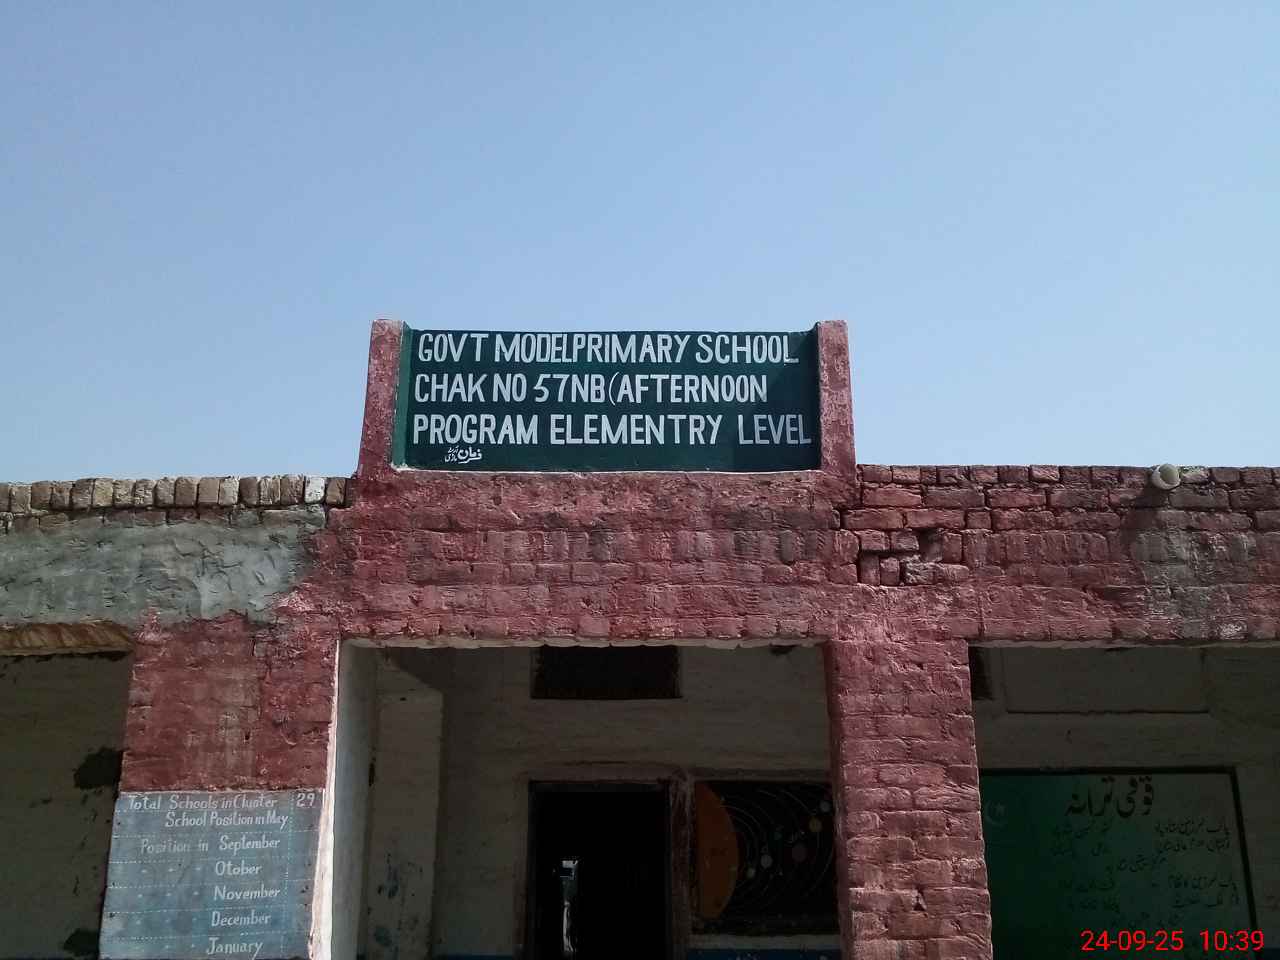 GOVT MODELPRIMARY SCHOOL
CHAK NO 57NB(AFTERNOON
PROGRAM ELEMENTRY LEVEL
Total Schools in Cluster 29
School Position in May
Position in September
Otober
November
December
January
قومی ترانہ
24-09-25 10:39